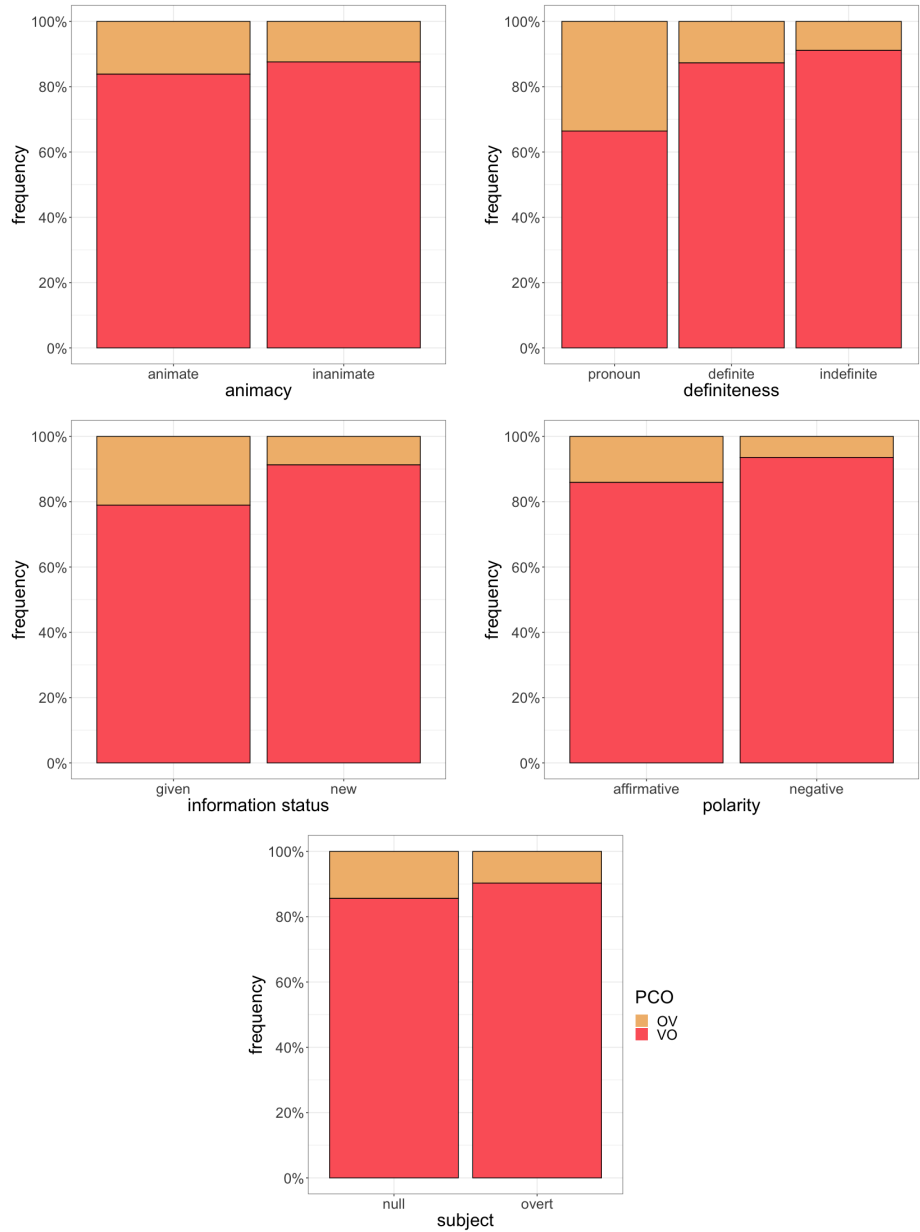 100%
80%
60%
40%
20%
0%
frequency
animate inanimate
animacy
100%
80%
60%
40%
20%
0%
frequency
pronoun definite indefinite
definiteness
100%
80%
60%
40%
20%
0%
frequency
given new
information status
100%
80%
60%
40%
20%
0%
frequency
affirmative negative
polarity
100%
80%
60%
40%
20%
0%
frequency
null overt
subject
PCO
OV
VO